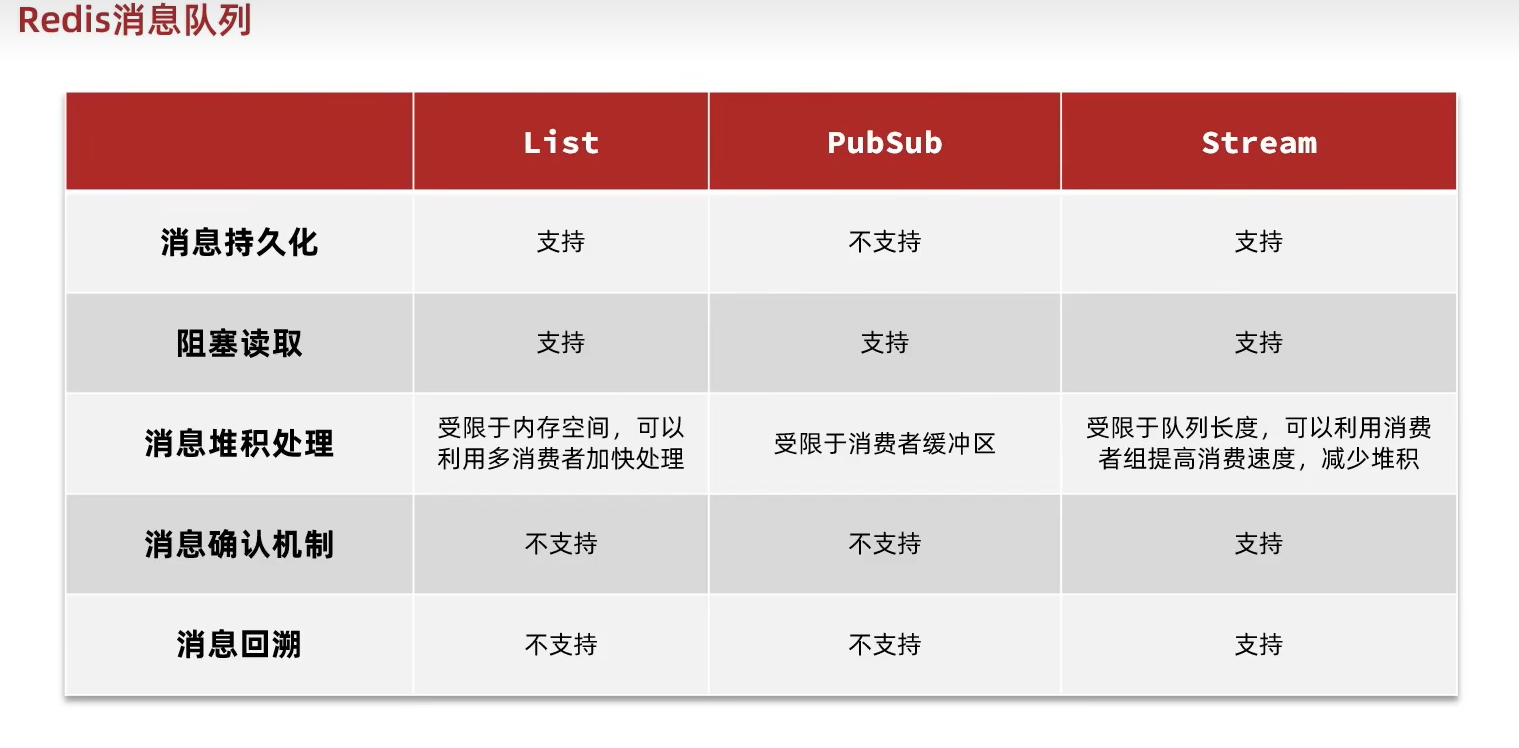 Redis消息队列
List PubSub Stream
消息持久化 支持 不支持 支持
阻塞读取 支持 支持 支持
消息堆积处理 受限于内存空间，可以 受限于消费者缓冲区 受限于队列长度，可以利用消费
利用多消费者加快处理 者组提高消费速度，减少堆积
消息确认机制 不支持 不支持 支持
消息回溯 不支持 不支持 支持